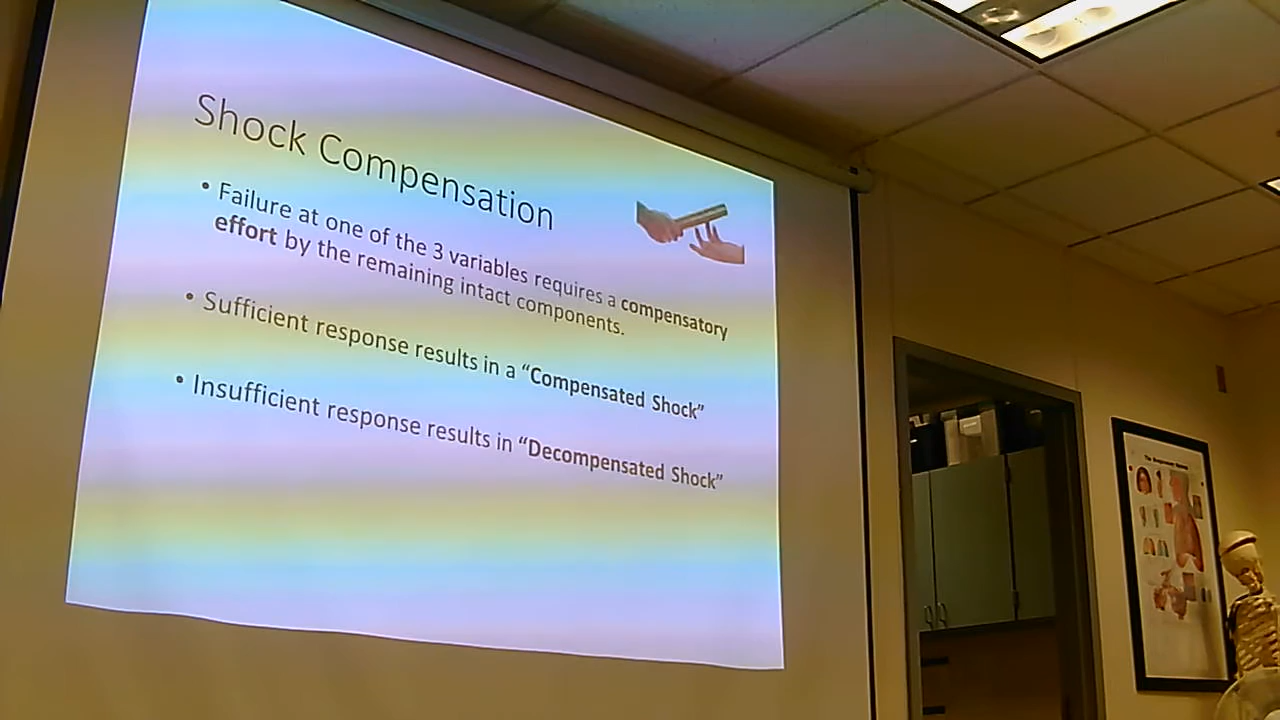 Shock Compensation
• Failure at one of the 3 variables requires a compensatory
effort by the remaining intact components.
• Sufficient response results in a “Compensated Shock”
• Insufficient response results in “Decompensated Shock”